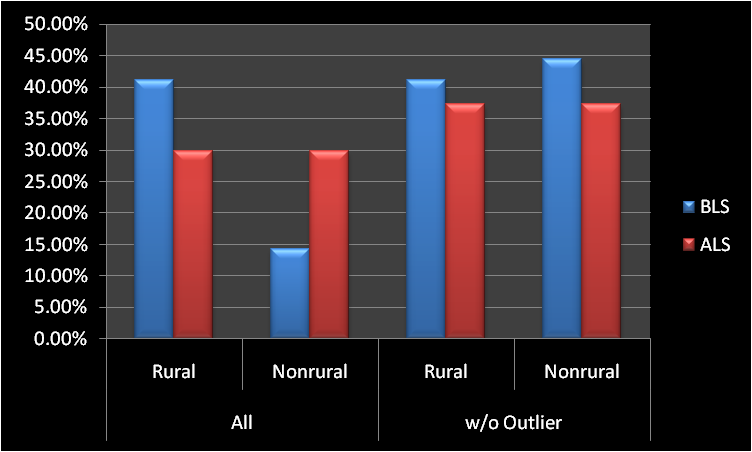 50.00%
45.00%
40.00%
35.00%
30.00%
25.00%
20.00%
15.00%
10.00%
5.00%
0.00%
BLS
ALS
Rural Nonrural Rural Nonrural
All w/o Outlier